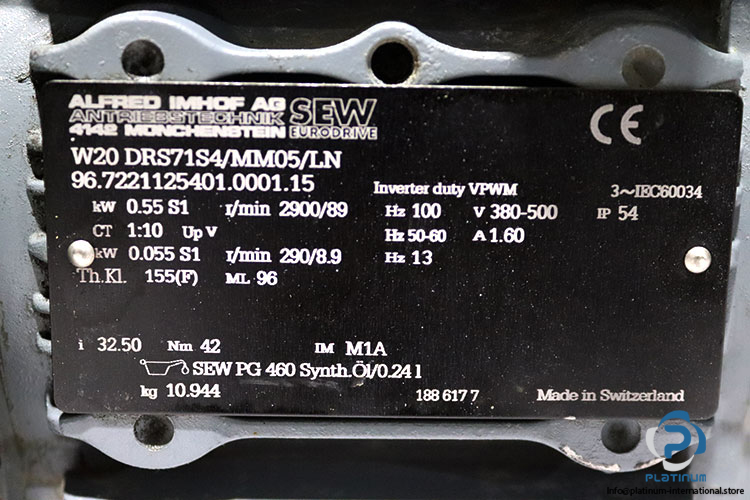 ALFRED IMHOF AG
ANTRIEBSTECHNIK
4142 MÜNCHENSTEIN
SEW
EURODRIVE
CE
W20 DRS71S4/MM05/LN
96.7221125401.0001.15 Inverter duty VPWM 3~IEC60034
kW 0.55 S1 r/min 2900/89 Hz 100 V 380-500 IP 54
CT 1:10 Up V Hz 50-60 A 1.60
kW 0.055 S1 r/min 290/8.9 Hz 13
Th.Kl. 155(F) ML 96
i 32.50 Nm 42 IM M1A
SEW PG 460 Synth.Öl/0.24 l
kg 10.944 188 617 7 Made in Switzerland
PLATINUM
INTERNATIONAL
PLATINUM
Info@platinum-international.store